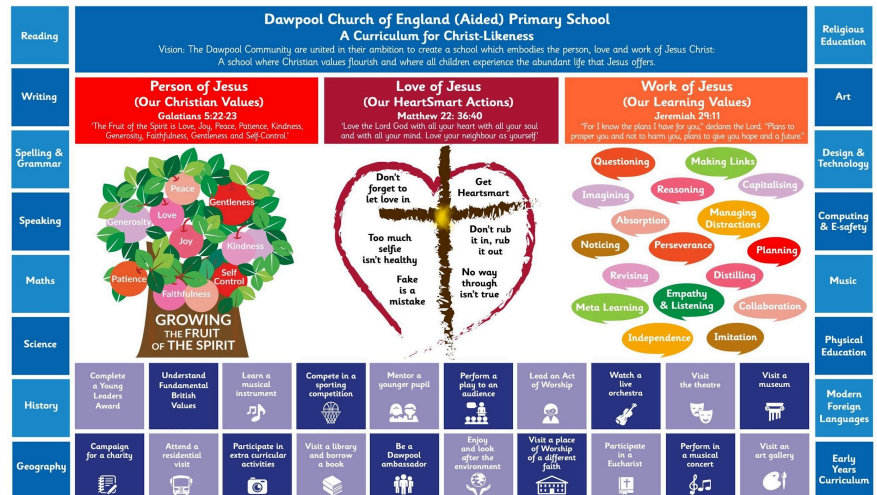 Dawpool Church of England (Aided) Primary School
A Curriculum for Christ-Likeness
Vision: The Dawpool Community are united in their ambition to create a school which embodies the person, love and work of Jesus Christ:
A school where Christian values flourish and where all children experience the abundant life that Jesus offers.
Reading
Writing
Spelling &
Grammar
Speaking
Maths
Science
History
Geography
Person of Jesus
(Our Christian Values)
Galatians 5:22-23
'The Fruit of the Spirit is Love, Joy, Peace, Patience, Kindness,
Generosity, Faithfulness, Gentleness and Self-Control.'
Peace
Gentleness
Love
Generosity
Joy
Kindness
Patience
Self
Control
Faithfulness
GROWING
THE FRUIT
OF THE SPIRIT
Love of Jesus
(Our HeartSmart Actions)
Matthew 22: 36:40
'Love the Lord God with all your heart with all your soul
and with all your mind. Love your neighbour as yourself.'
Don't
forget to
let love in
Get
Heartsmart
Too much
selfie
isn't healthy
Don't rub
it in, rub
it out
Fake
is a
mistake
No way
through
isn't true
Work of Jesus
(Our Learning Values)
Jeremiah 29:11
"For I know the plans I have for you," declares the Lord. "Plans to
prosper you and not to harm you, plans to give you hope and a future."
Questioning
Making Links
Imagining
Reasoning
Capitalising
Absorption
Managing
Distractions
Noticing
Perseverance
Planning
Revising
Distilling
Meta Learning
Empathy
& Listening
Collaboration
Independence
Imitation
Religious
Education
Art
Design &
Technology
Computing
& E-safety
Music
Physical
Education
Modern
Foreign
Languages
Early
Years
Curriculum
Complete
a Young
Leaders
Award
Understand
Fundamental
British
Values
Learn a
musical
instrument
Compete in a
sporting
competition
Mentor a
younger pupil
Perform a
play to an
audience
Lead an Act
of Worship
Watch a
live
orchestra
Visit
the theatre
Visit a
museum
Campaign
for a charity
Attend a
residential
visit
Participate in
extra curricular
activities
Visit a library
and borrow
a book
Be a
Dawpool
ambassador
Enjoy
and look
after the
environment
Visit a place
of Worship
of a different
faith
Participate
in a
Eucharist
Perform in
a musical
concert
Visit an
art gallery